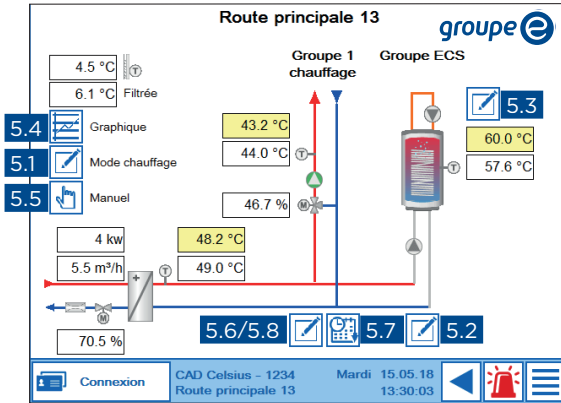 Route principale 13
groupe e
Groupe 1
chauffage
Groupe ECS
4.5 °C
T
6.1 °C Filtrée
5.4 Graphique
5.1 Mode chauffage
5.5 Manuel
43.2 °C
44.0 °C T
46.7 % M
5.3
60.0 °C
T 57.6 °C
4 kw
5.5 m³/h
+
-
T
48.2 °C
49.0 °C
M
70.5 %
5.6/5.8
5.7
5.2
Connexion
CAD Celsius - 1234
Route principale 13
Mardi 15.05.18
13:30:03